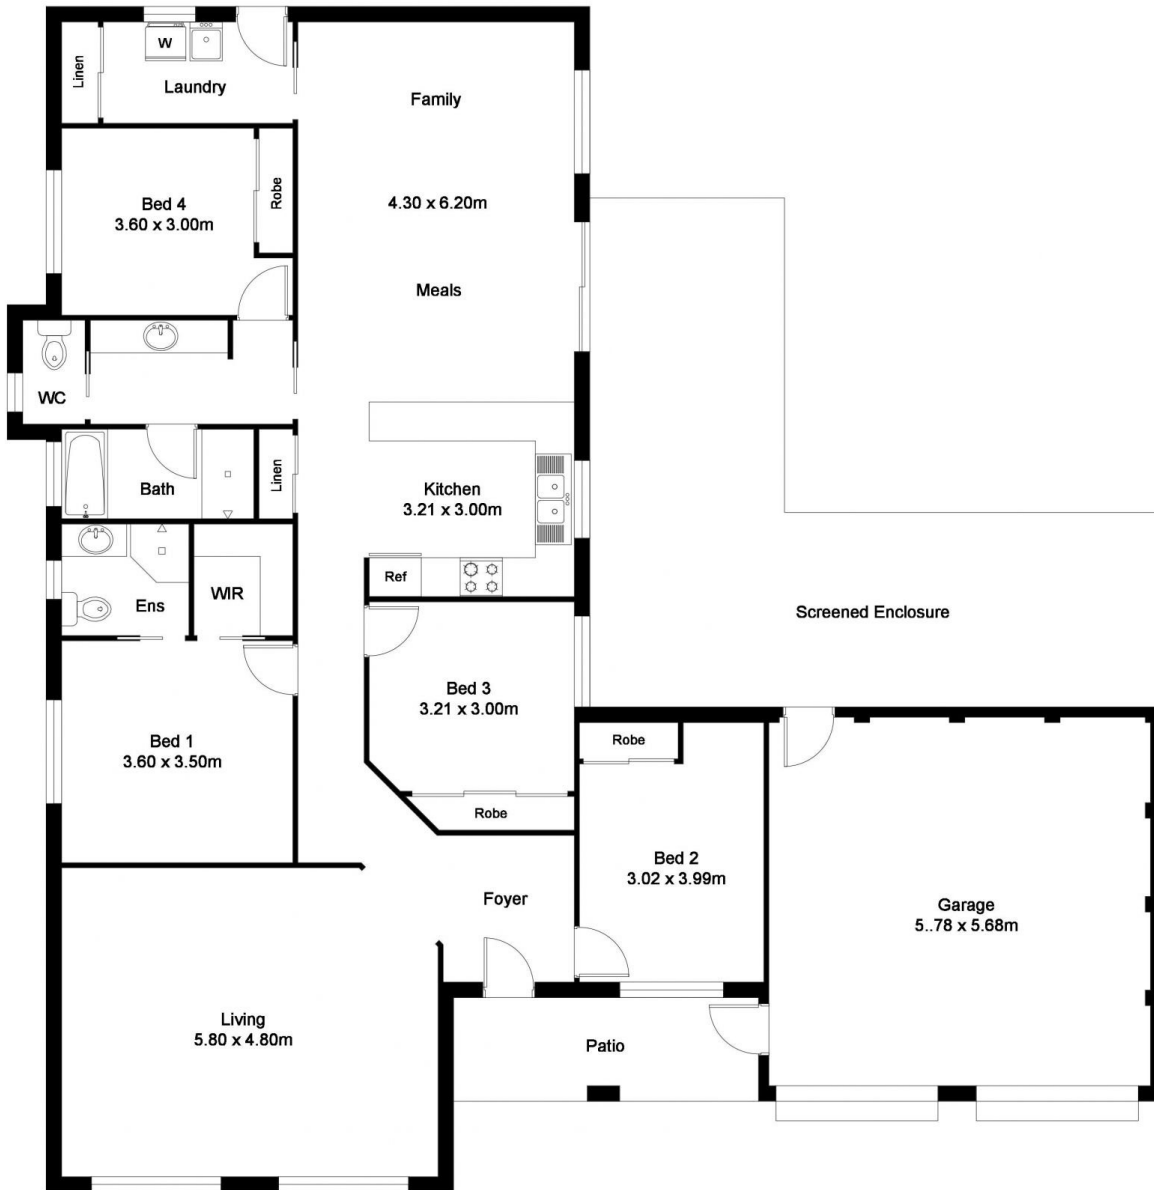 Linen
W
Laundry
Family
Bed 4
3.60 x 3.00m
Robe
4.30 x 6.20m
Meals
WC
Bath
Linen
Kitchen
3.21 x 3.00m
Ref
Ens
WIR
Screened Enclosure
Bed 3
3.21 x 3.00m
Bed 1
3.60 x 3.50m
Robe
Robe
Bed 2
3.02 x 3.99m
Foyer
Garage
5..78 x 5.68m
Living
5.80 x 4.80m
Patio